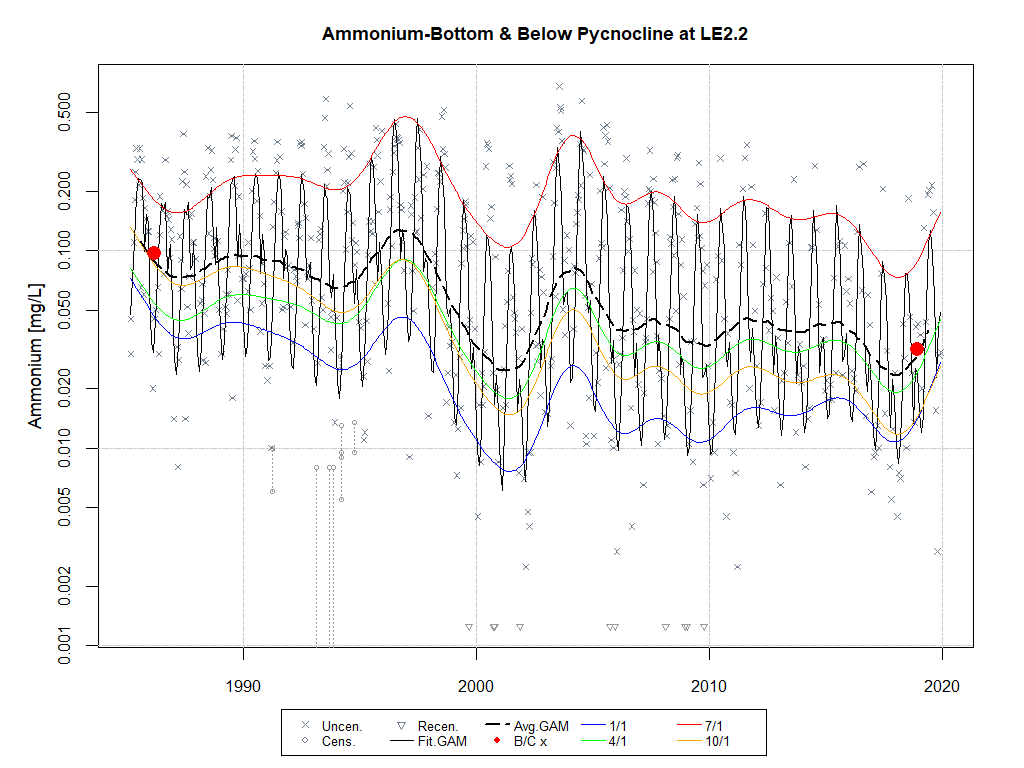 Ammonium-Bottom & Below Pycnocline at LE2.2
Ammonium [mg/L]
0.500
0.200
0.100
0.050
0.020
0.010
0.005
0.002
0.001
1990 2000 2010 2020
Uncen. Recen. Avg.GAM 1/1 7/1
Cens. Fit.GAM B/C x 4/1 10/1